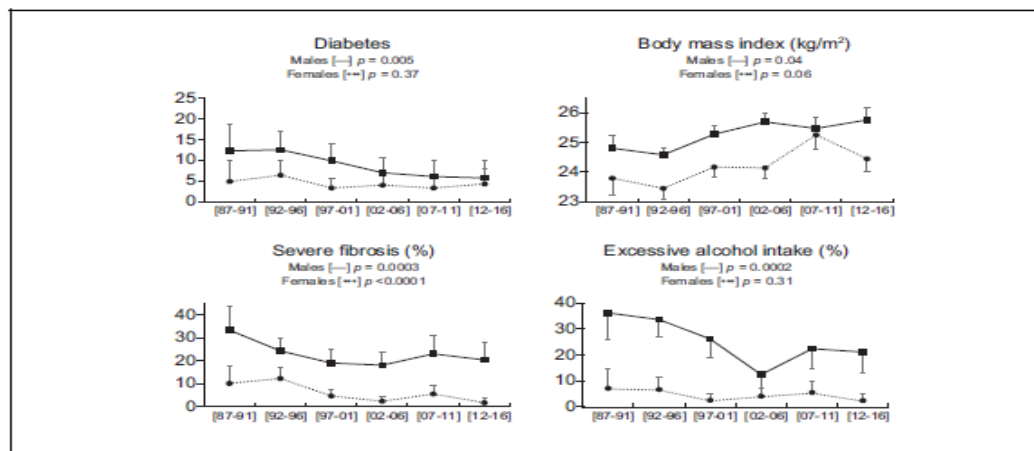 Diabetes
Males [—] p = 0.005
Females [•••] p = 0.37
25
20
15
10
5
0
[87-91] [92-96] [97-01] [02-06] [07-11] [12-16]
Body mass index (kg/m²)
Males [—] p = 0.04
Females [•••] p = 0.06
26
25
24
23
[87-91] [92-96] [97-01] [02-06] [07-11] [12-16]
Severe fibrosis (%)
Males [—] p = 0.0003
Females [•••] p <0.0001
40
30
20
10
0
[87-91] [92-96] [97-01] [02-06] [07-11] [12-16]
Excessive alcohol intake (%)
Males [—] p = 0.0002
Females [•••] p = 0.31
40
30
20
10
0
[87-91] [92-96] [97-01] [02-06] [07-11] [12-16]